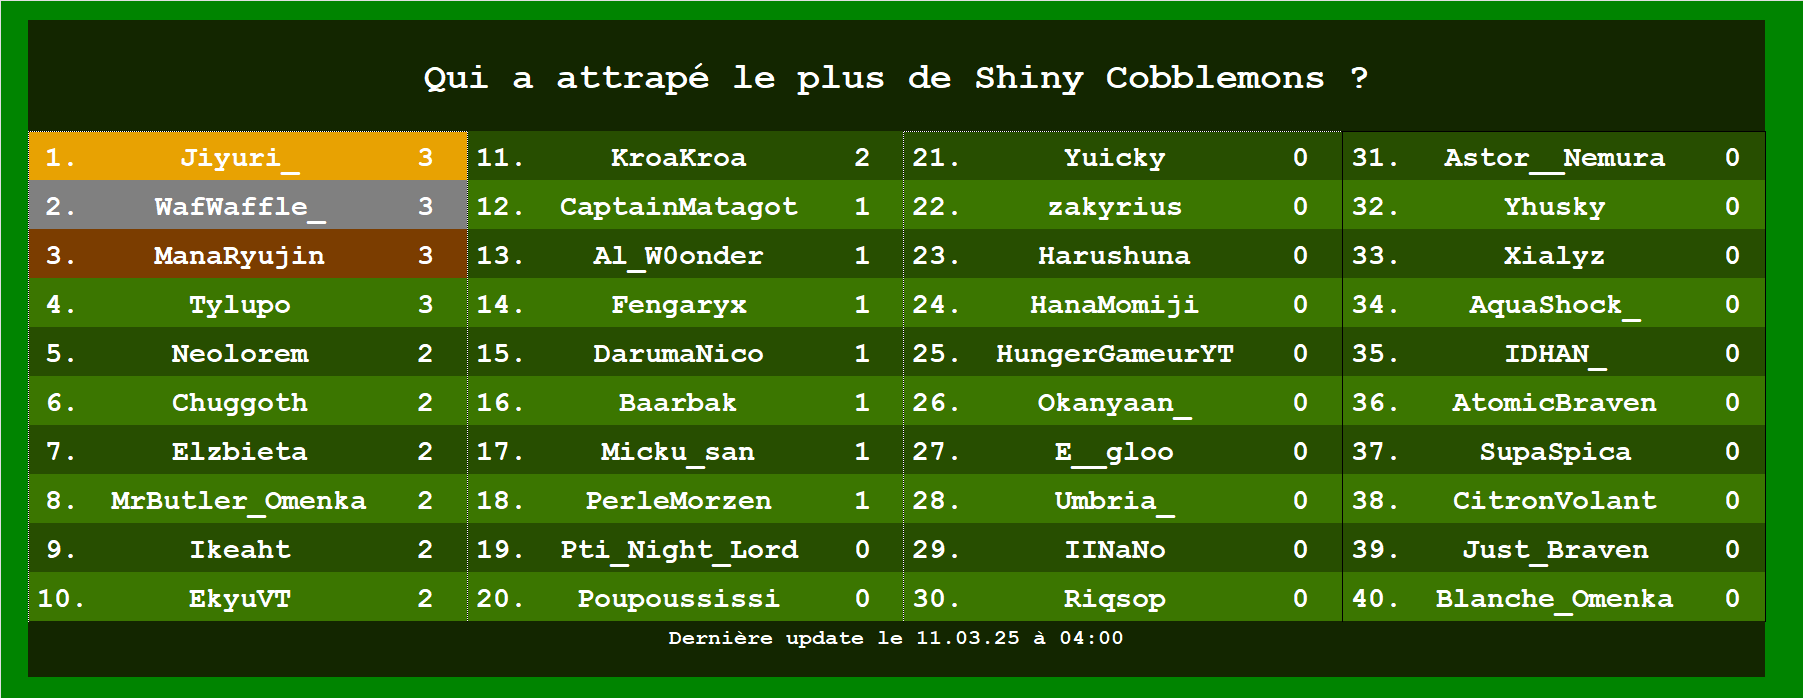 Qui a attrapé le plus de Shiny Cobblemons ?
1. Jiyuri_ 3 11. KroaKroa 2 21. Yuicky 0 31. Astor__Nemura 0
2. WafWaffle_ 3 12. CaptainMatagot 1 22. zakyrius 0 32. Yhusky 0
3. ManaRyujin 3 13. Al_W0onder 1 23. Harushuna 0 33. Xialyz 0
4. Tylupo 3 14. Fengaryx 1 24. HanaMomiji 0 34. AquaShock_ 0
5. Neolorem 2 15. DarumaNico 1 25. HungerGameurYT 0 35. IDHAN_ 0
6. Chuggoth 2 16. Baarbak 1 26. Okanyaan_ 0 36. AtomicBraven 0
7. Elzbieta 2 17. Micku_san 1 27. E__gloo 0 37. SupaSpica 0
8. MrButler_Omenka 2 18. PerleMorzen 1 28. Umbria_ 0 38. CitronVolant 0
9. Ikeaht 2 19. Pti_Night_Lord 0 29. IINaNo 0 39. Just_Braven 0
10. EkyuVT 2 20. Poupoussissi 0 30. Riqsop 0 40. Blanche_Omenka 0
Dernière update le 11.03.25 à 04:00